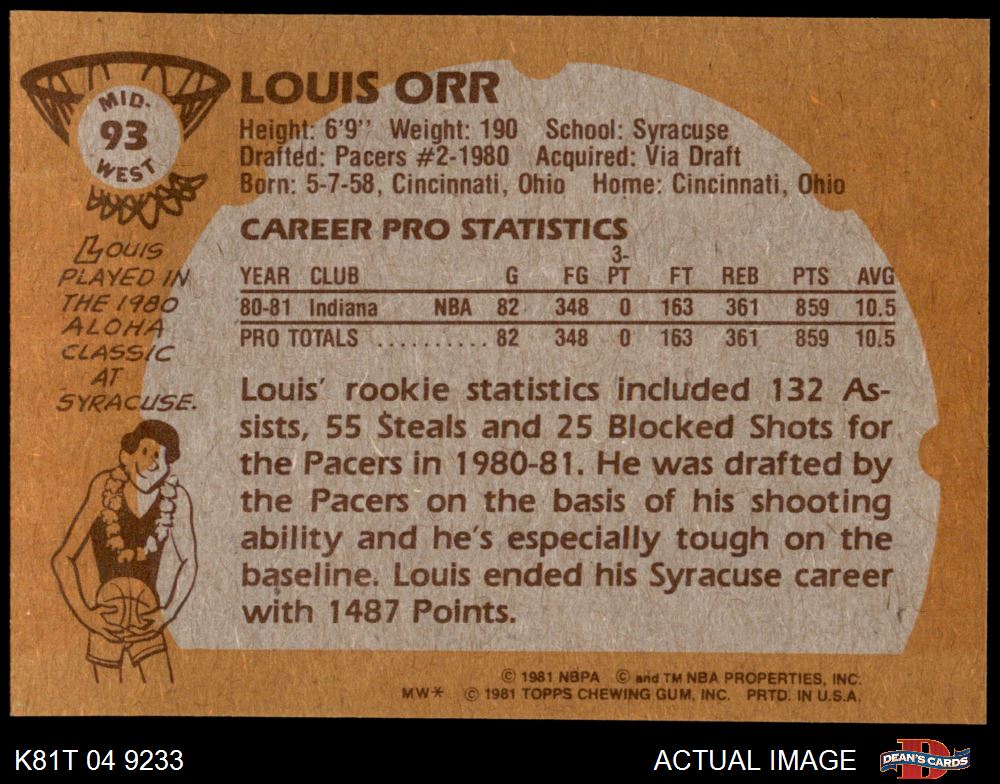 MID-
93
WEST
LOUIS ORR
Height: 6'9" Weight: 190 School: Syracuse
Drafted: Pacers #2-1980 Acquired: Via Draft
Born: 5-7-58, Cincinnati, Ohio Home: Cincinnati, Ohio
LOUIS
PLAYED IN
THE 1980
ALOHA
CLASSIC
AT
SYRACUSE.
CAREER PRO STATISTICS
YEAR CLUB G FG 3-PT FT REB PTS AVG
80-81 Indiana NBA 82 348 0 163 361 859 10.5
PRO TOTALS .......... 82 348 0 163 361 859 10.5
Louis' rookie statistics included 132 As-
sists, 55 Steals and 25 Blocked Shots for
the Pacers in 1980-81. He was drafted by
the Pacers on the basis of his shooting
ability and he's especially tough on the
baseline. Louis ended his Syracuse career
with 1487 Points.
© 1981 NBPA © and TM NBA PROPERTIES, INC.
MW* © 1981 TOPPS CHEWING GUM, INC. PRTD. IN U.S.A.
K81T 04 9233
ACTUAL IMAGE
D
DEAN'S CARDS